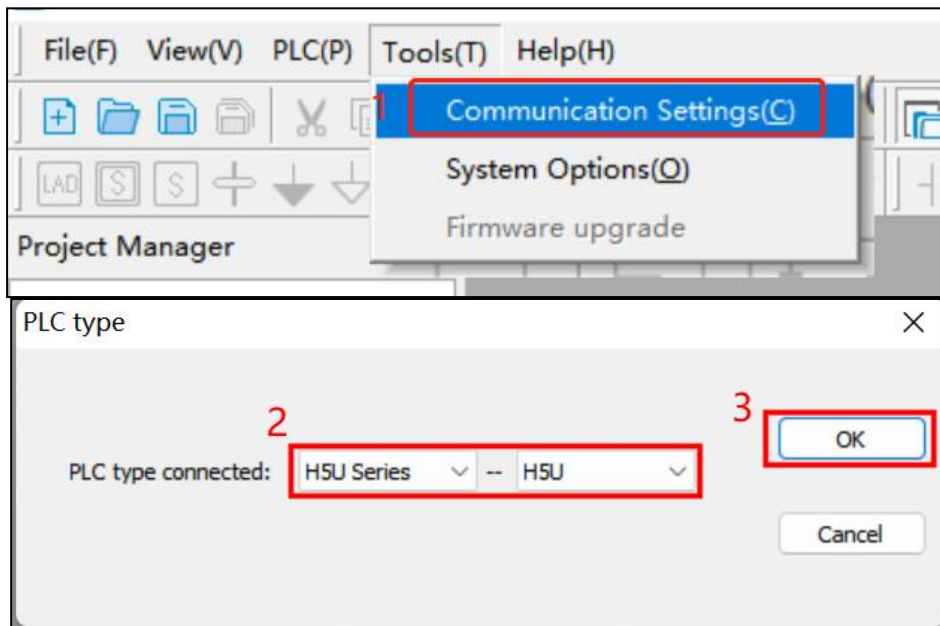 File(F) View(V) PLC(P) Tools(T) Help(H)
1 Communication Settings(C)
LAD S S System Options(O)
Firmware upgrade
Project Manager
PLC type
2
3
OK
PLC type connected: H5U Series -- H5U
Cancel